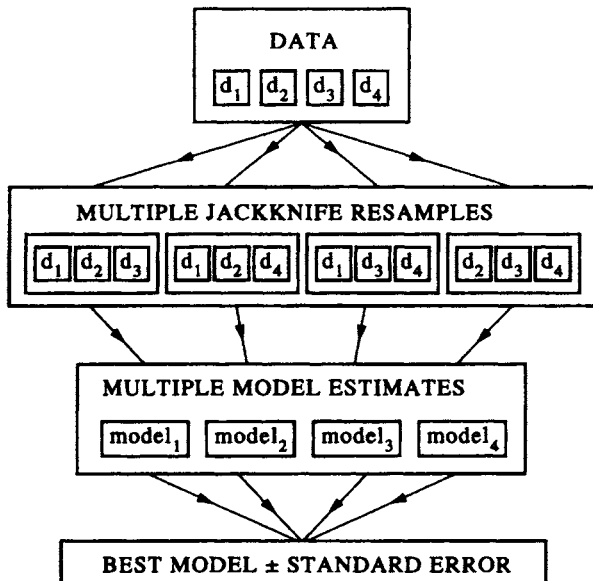 DATA
d₁ d₂ d₃ d₄
MULTIPLE JACKKNIFE RESAMPLES
d₁ d₂ d₃ d₁ d₂ d₄ d₁ d₃ d₄ d₂ d₃ d₄
MULTIPLE MODEL ESTIMATES
model₁ model₂ model₃ model₄
BEST MODEL ± STANDARD ERROR